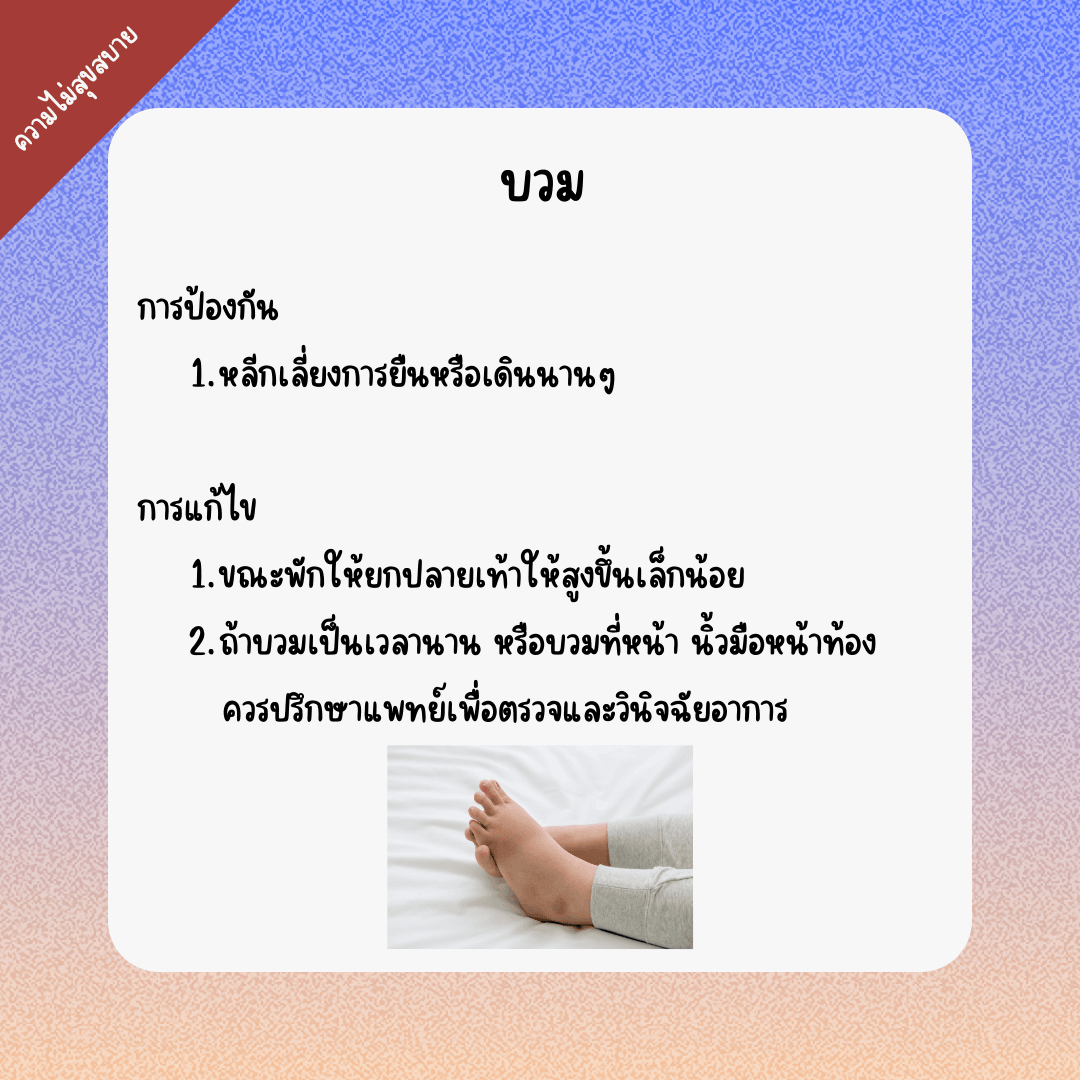 ความไม่สุขสบาย
บวม
การป้องกัน
1.หลีกเลี่ยงการยืนหรือเดินนานๆ
การแก้ไข
1.ขณะพักให้ยกปลายเท้าให้สูงขึ้นเล็กน้อย
2.ถ้าบวมเป็นเวลานาน หรือบวมที่หน้า นิ้วมือหน้าท้อง
ควรปรึกษาแพทย์เพื่อตรวจและวินิจฉัยอาการ